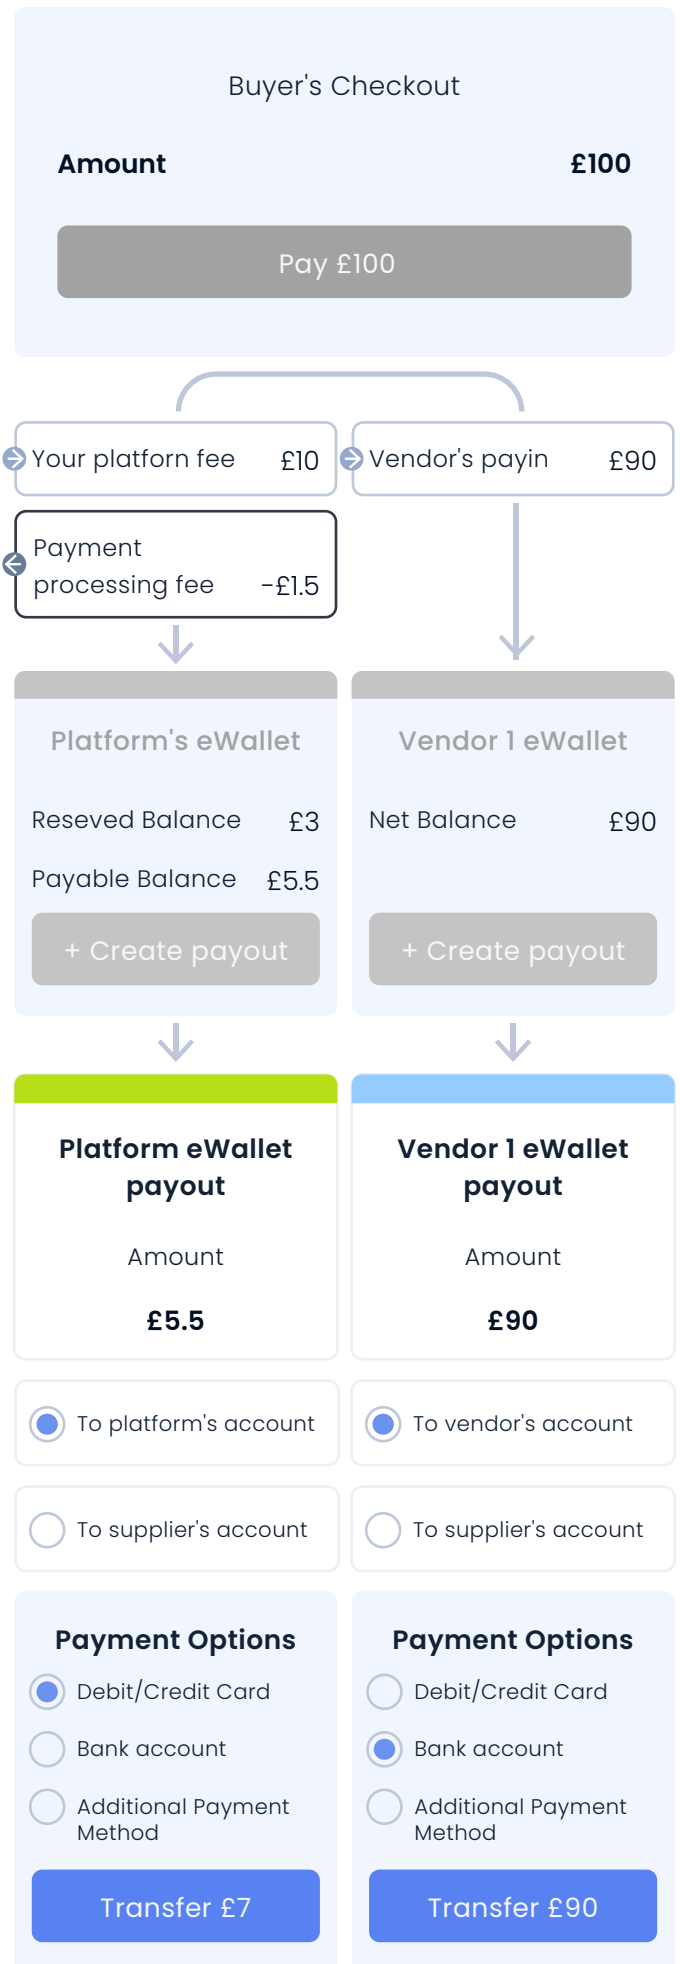 Buyer's Checkout
Amount £100
Pay £100
Your platforn fee £10
Vendor's payin £90
Payment
processing fee -£1.5
Platform's eWallet
Reseved Balance £3
Payable Balance £5.5
+ Create payout
Vendor 1 eWallet
Net Balance £90
+ Create payout
Platform eWallet
payout
Amount
£5.5
Vendor 1 eWallet
payout
Amount
£90
To platform's account
To supplier's account
To vendor's account
To supplier's account
Payment Options
Debit/Credit Card
Bank account
Additional Payment
Method
Transfer £7
Payment Options
Debit/Credit Card
Bank account
Additional Payment
Method
Transfer £90